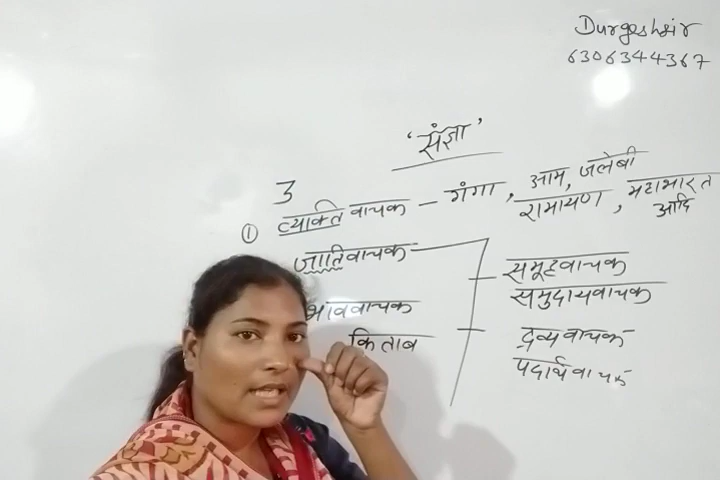 Durgeshsir
6306344367
'संज्ञा'
3
① व्यक्ति वाचक – गंगा, आम, जलेबी
रामायण, महाभारत
आदि
जातिवाचक
समूहवाचक
समुदायवाचक
भाववाचक
द्रव्यवाचक
किताब
पदार्थवाचक